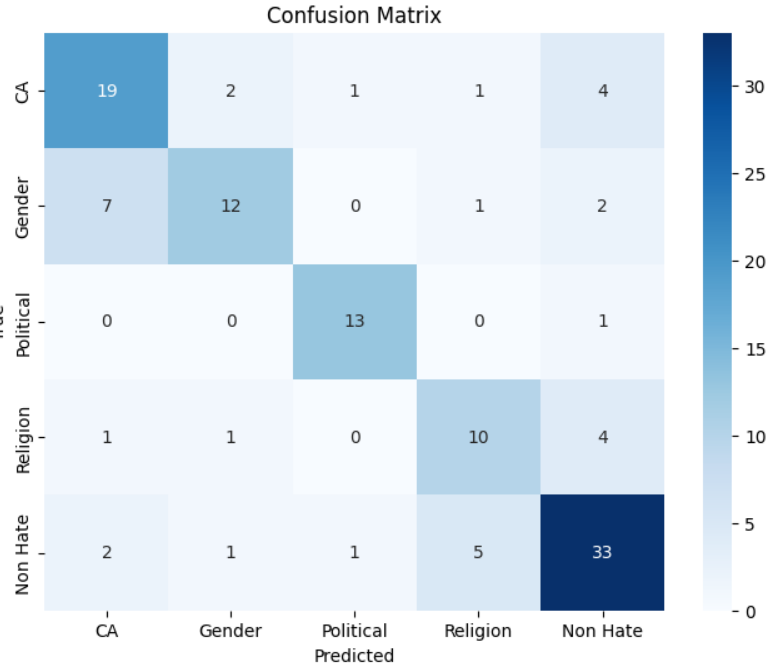 Confusion Matrix
CA 19 2 1 1 4
Gender 7 12 0 1 2
Political 0 0 13 0 1
Religion 1 1 0 10 4
Non Hate 2 1 1 5 33
CA Gender Political Religion Non Hate
Predicted
30
25
20
15
10
5
0